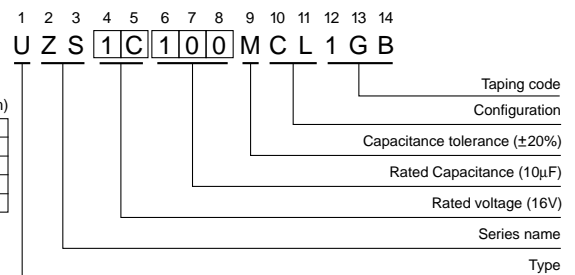 1 2 3 4 5 6 7 8 9 10 11 12 13 14
U Z S 1 C 1 0 0 M C L 1 G B
Taping code
)
Configuration
Capacitance tolerance (±20%)
Rated Capacitance (10µF)
Rated voltage (16V)
Series name
Type